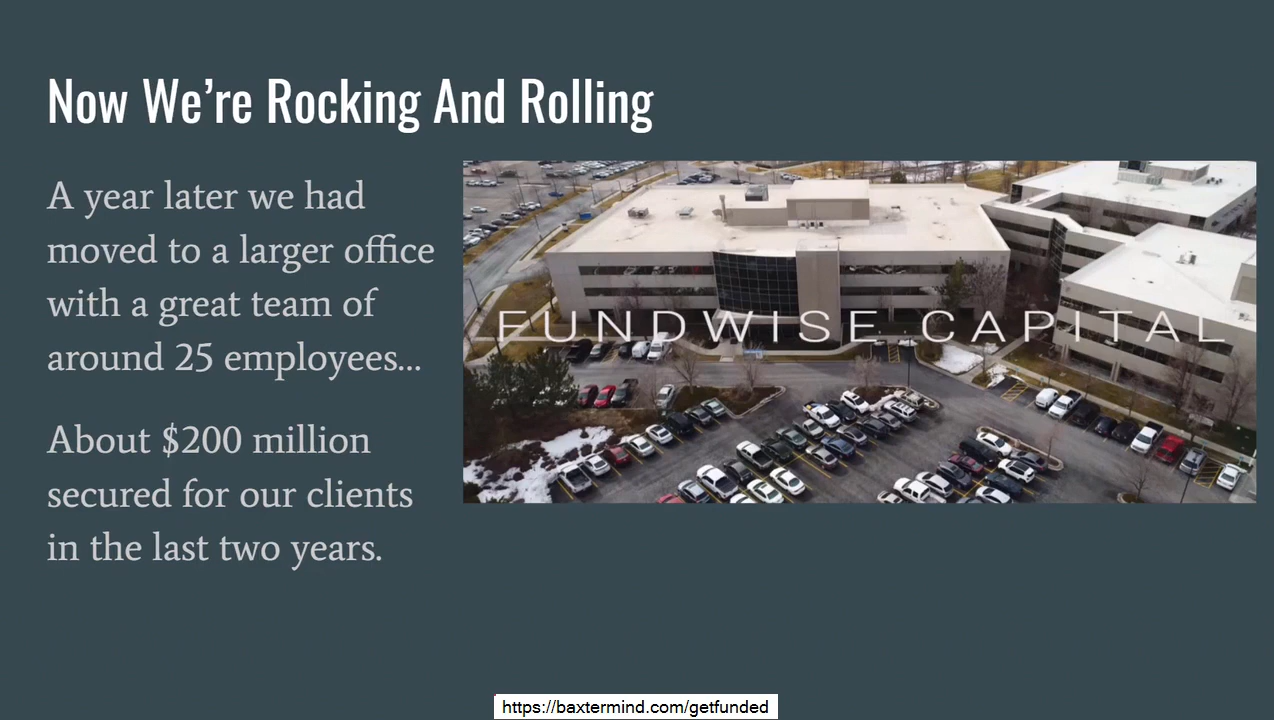 Now We're Rocking And Rolling
A year later we had
moved to a larger office
with a great team of
around 25 employees...
About $200 million
secured for our clients
in the last two years.
FUNDWISE CAPITAL
https://baxtermind.com/getfunded